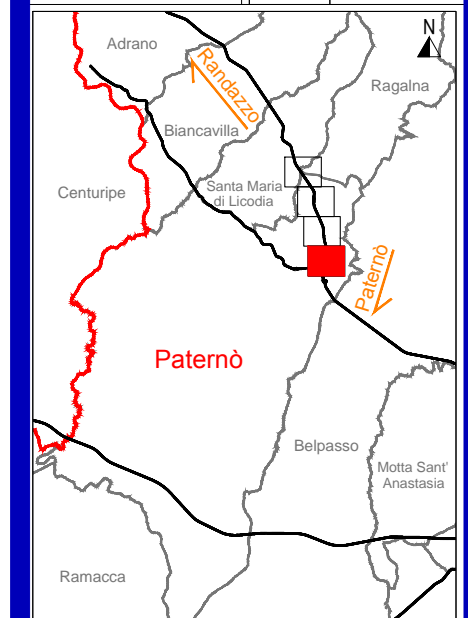 N
Adrano
Randazzo
Ragalna
Biancavilla
Centuripe
Santa Maria
di Licodia
Paternò
Paternò
Belpasso
Motta Sant'
Anastasia
Ramacca